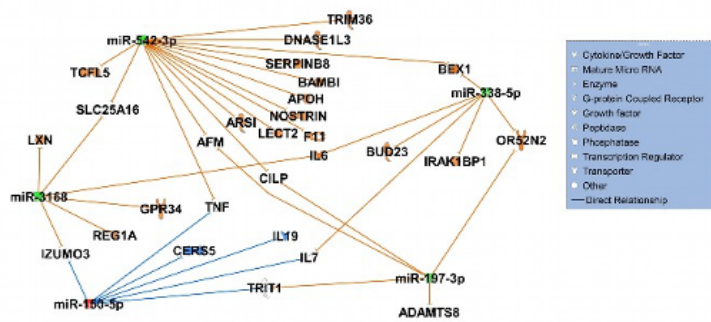 TRIM36
miR-542-3p
DNASE1L3
SERPINB8
BEX1
TCFL5
BAMBI
miR-338-5p
APOH
SLC25A16
NOSTRIN
ARSI
LECT2
F11
LXN
AFM
OR52N2
IL6
BUD23
IRAK1BP1
CILP
miR-3168
GPR34
TNF
REG1A
IL19
IZUMO3
CERS5
IL7
miR-197-3p
TRIT1
miR-150-5p
ADAMTS8
Cytokine/Growth Factor
Mature Micro RNA
Enzyme
G-protein Coupled Receptor
Growth factor
Peptidase
Phosphatase
Transcription Regulator
Transporter
Other
Direct Relationship